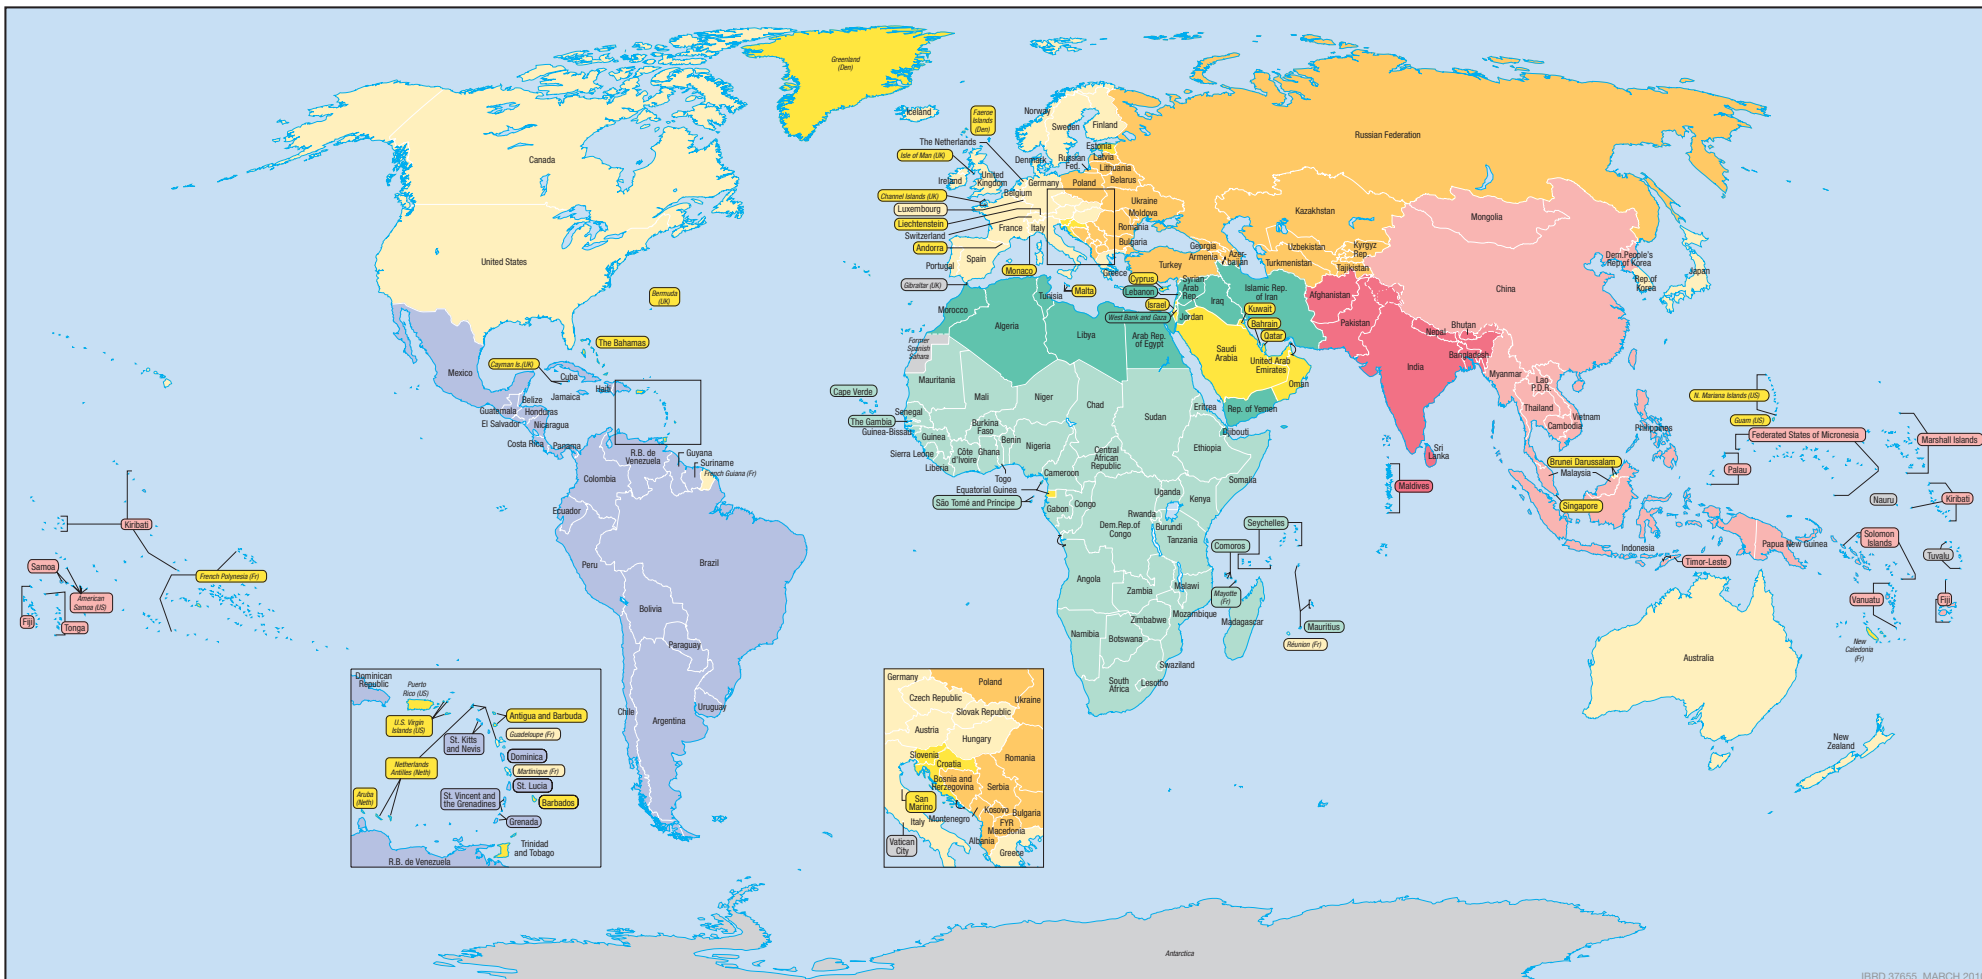 Greenland
(Den)
Iceland
Faeroe
Islands
(Den)
Norway
Sweden
Finland
Russian Federation
Canada
The Netherlands
Isle of Man (UK)
Denmark
Estonia
Russian
Fed.
Latvia
Lithuania
Ireland
United
Kingdom
Germany
Poland
Belarus
Belgium
Channel Islands (UK)
Luxembourg
Ukraine
Moldova
Kazakhstan
Mongolia
Liechtenstein
Switzerland
France
Italy
Romania
Andorra
Bulgaria
Georgia
Uzbekistan
Kyrgyz
Rep.
Armenia
Azer-
baijan
Dem.People's
Rep.of Korea
United States
Portugal
Spain
Monaco
Turkey
Turkmenistan
Tajikistan
Greece
Cyprus
Syrian
Arab
Rep.
Japan
Rep.of
Korea
Gibraltar (UK)
Tunisia
Malta
Lebanon
Iraq
Islamic Rep.
of Iran
Afghanistan
China
Bermuda
(UK)
Morocco
Israel
West Bank and Gaza
Jordan
Kuwait
Bahrain
Qatar
Pakistan
Nepal
Bhutan
Algeria
Libya
Arab Rep.
of Egypt
The Bahamas
Former
Spanish
Sahara
Saudi
Arabia
United Arab
Emirates
Bangladesh
India
Mexico
Cayman Is.(UK)
Cuba
Haiti
Mauritania
Oman
Myanmar
Lao
P.D.R.
N. Mariana Islands (US)
Belize
Jamaica
Cape Verde
Mali
Niger
Chad
Sudan
Eritrea
Rep. of Yemen
Thailand
Vietnam
Guam (US)
Guatemala
Honduras
El Salvador
Nicaragua
Senegal
The Gambia
Guinea-Bissau
Burkina
Faso
Djibouti
Cambodia
Philippines
Federated States of Micronesia
Marshall Islands
Costa Rica
Panama
Guinea
Benin
Nigeria
R.B. de
Venezuela
Guyana
Suriname
French Guiana (Fr)
Sierra Leone
Liberia
Côte
d'Ivoire
Ghana
Togo
Central
African
Republic
Ethiopia
Sri
Lanka
Brunei Darussalam
Malaysia
Palau
Colombia
Cameroon
Equatorial Guinea
São Tomé and Príncipe
Somalia
Maldives
Singapore
Nauru
Kiribati
Kiribati
Ecuador
Gabon
Congo
Uganda
Kenya
Rwanda
Burundi
Dem.Rep.of
Congo
Tanzania
Seychelles
Comoros
Indonesia
Papua New Guinea
Solomon
Islands
Tuvalu
Timor-Leste
Samoa
American
Samoa (US)
French Polynesia (Fr)
Fiji
Tonga
Peru
Brazil
Angola
Zambia
Malawi
Mayotte
(Fr)
Vanuatu
Fiji
Bolivia
Mozambique
Zimbabwe
Madagascar
Mauritius
Namibia
Botswana
Réunion (Fr)
New
Caledonia
(Fr)
Paraguay
Swaziland
South
Africa
Lesotho
Australia
Chile
Argentina
Uruguay
New
Zealand
Dominican
Republic
Puerto
Rico (US)
U.S. Virgin
Islands (US)
Antigua and Barbuda
Guadeloupe (Fr)
St. Kitts
and Nevis
Dominica
Netherlands
Antilles (Neth)
Martinique (Fr)
St. Lucia
Aruba
(Neth)
St. Vincent and
the Grenadines
Barbados
Grenada
Trinidad
and Tobago
R.B. de Venezuela
Germany
Poland
Czech Republic
Ukraine
Slovak Republic
Austria
Hungary
Slovenia
Croatia
Romania
Bosnia and
Herzegovina
Serbia
San
Marino
Montenegro
Kosovo
Bulgaria
Italy
FYR
Macedonia
Vatican
City
Albania
Greece
Antarctica
IBRD 37655 MARCH 2010